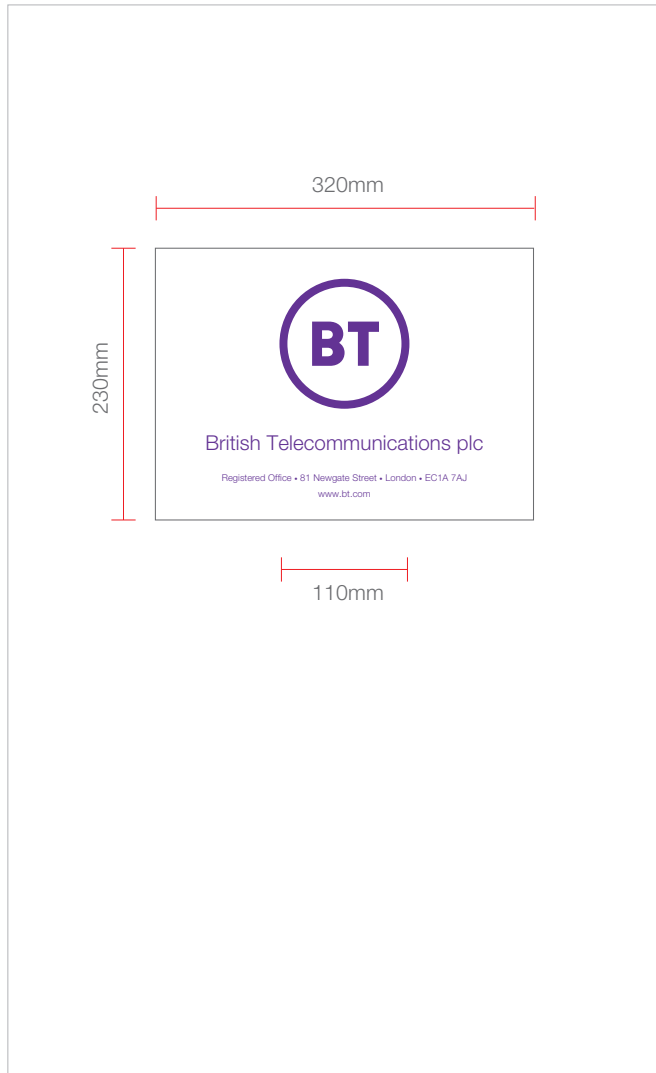 320mm
230mm
BT
British Telecommunications plc
Registered Office • 81 Newgate Street • London • EC1A 7AJ
www.bt.com
110mm